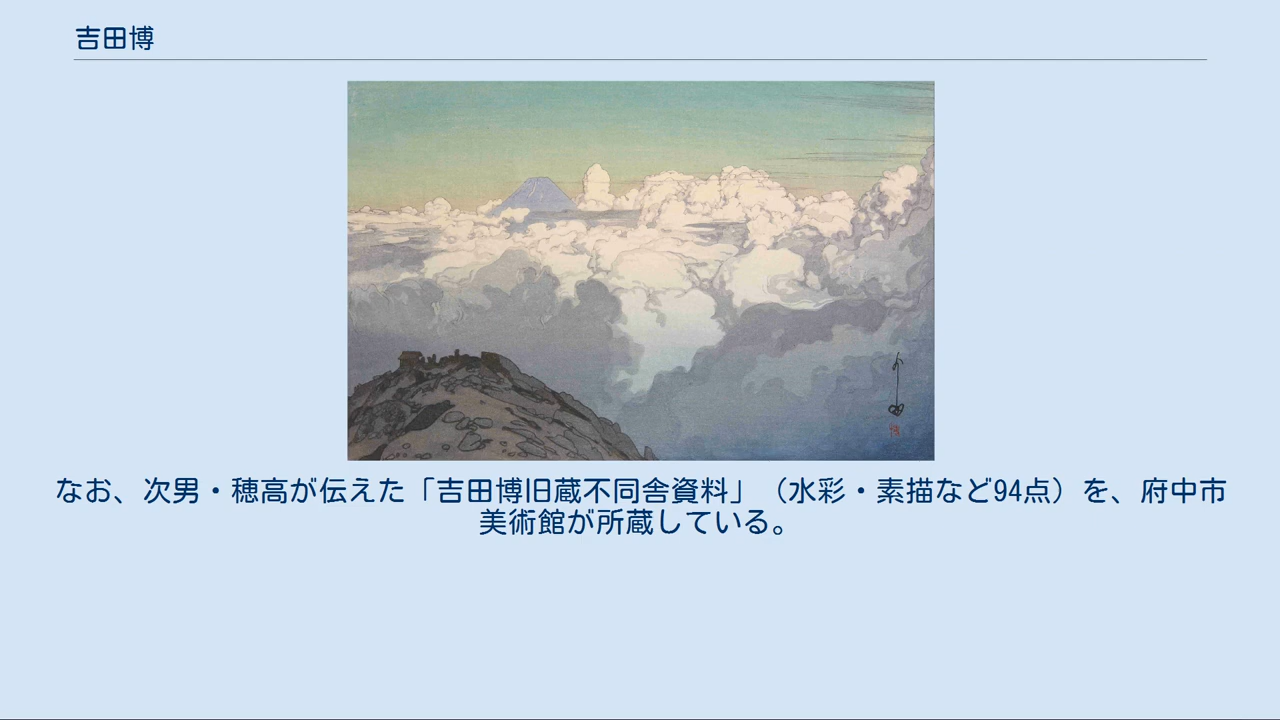 吉田博
なお、次男・穂高が伝えた「吉田博旧蔵不同舎資料」（水彩・素描など94点）を、府中市
美術館が所蔵している。